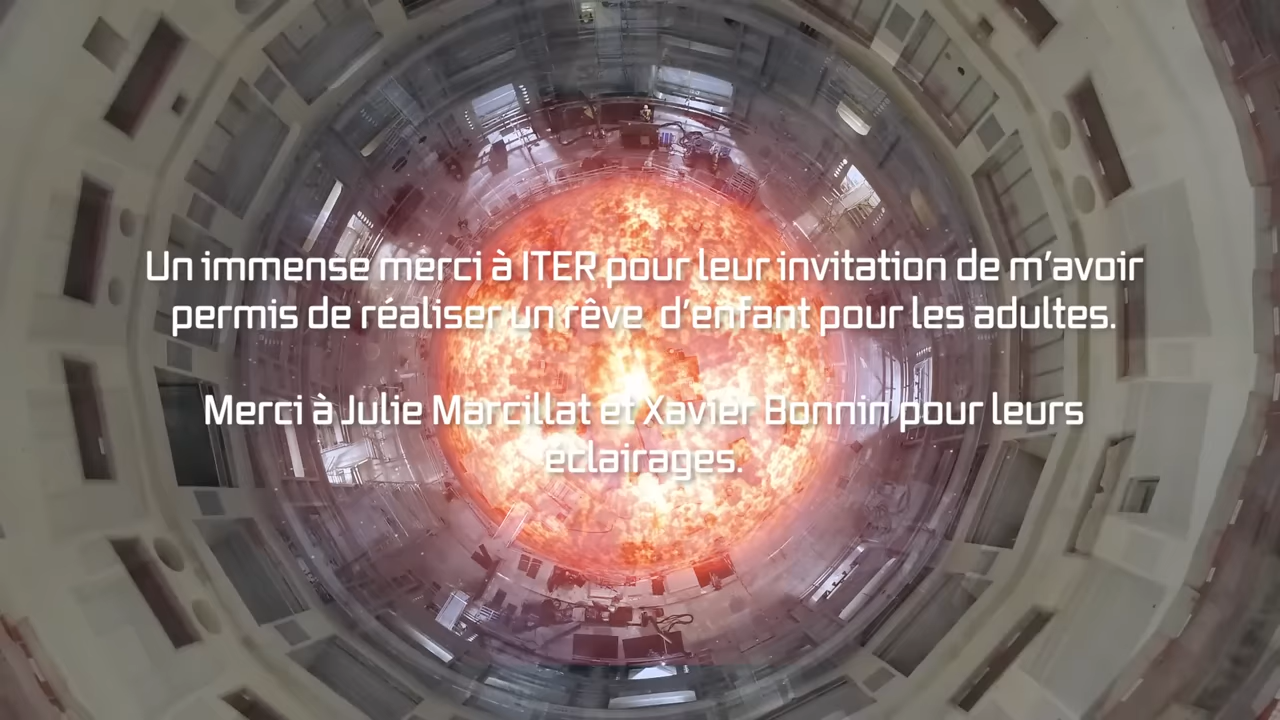 Un immense merci à ITER pour leur invitation de m'avoir
permis de réaliser un rêve d'enfant pour les adultes.
Merci à Julie Marcillat et Xavier Bonnin pour leurs
éclairages.